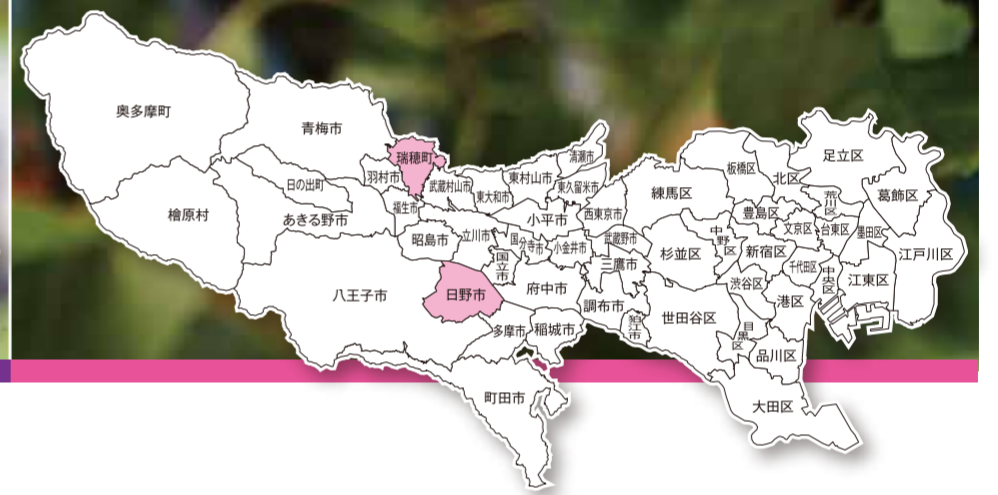 奥多摩町
青梅市
瑞穂町
羽村市
日の出町
武蔵村山市
東大和市
東村山市
清瀬市
東久留米市
檜原村
あきる野市
福生市
昭島市
立川市
国分寺市
小平市
小金井市
西東京市
武蔵野市
国立市
八王子市
日野市
府中市
三鷹市
調布市
狛江市
多摩市
稲城市
町田市
練馬区
板橋区
北区
足立区
荒川区
葛飾区
豊島区
文京区
台東区
墨田区
江戸川区
杉並区
中野区
新宿区
千代田区
中央区
江東区
渋谷区
港区
世田谷区
目黒区
品川区
大田区